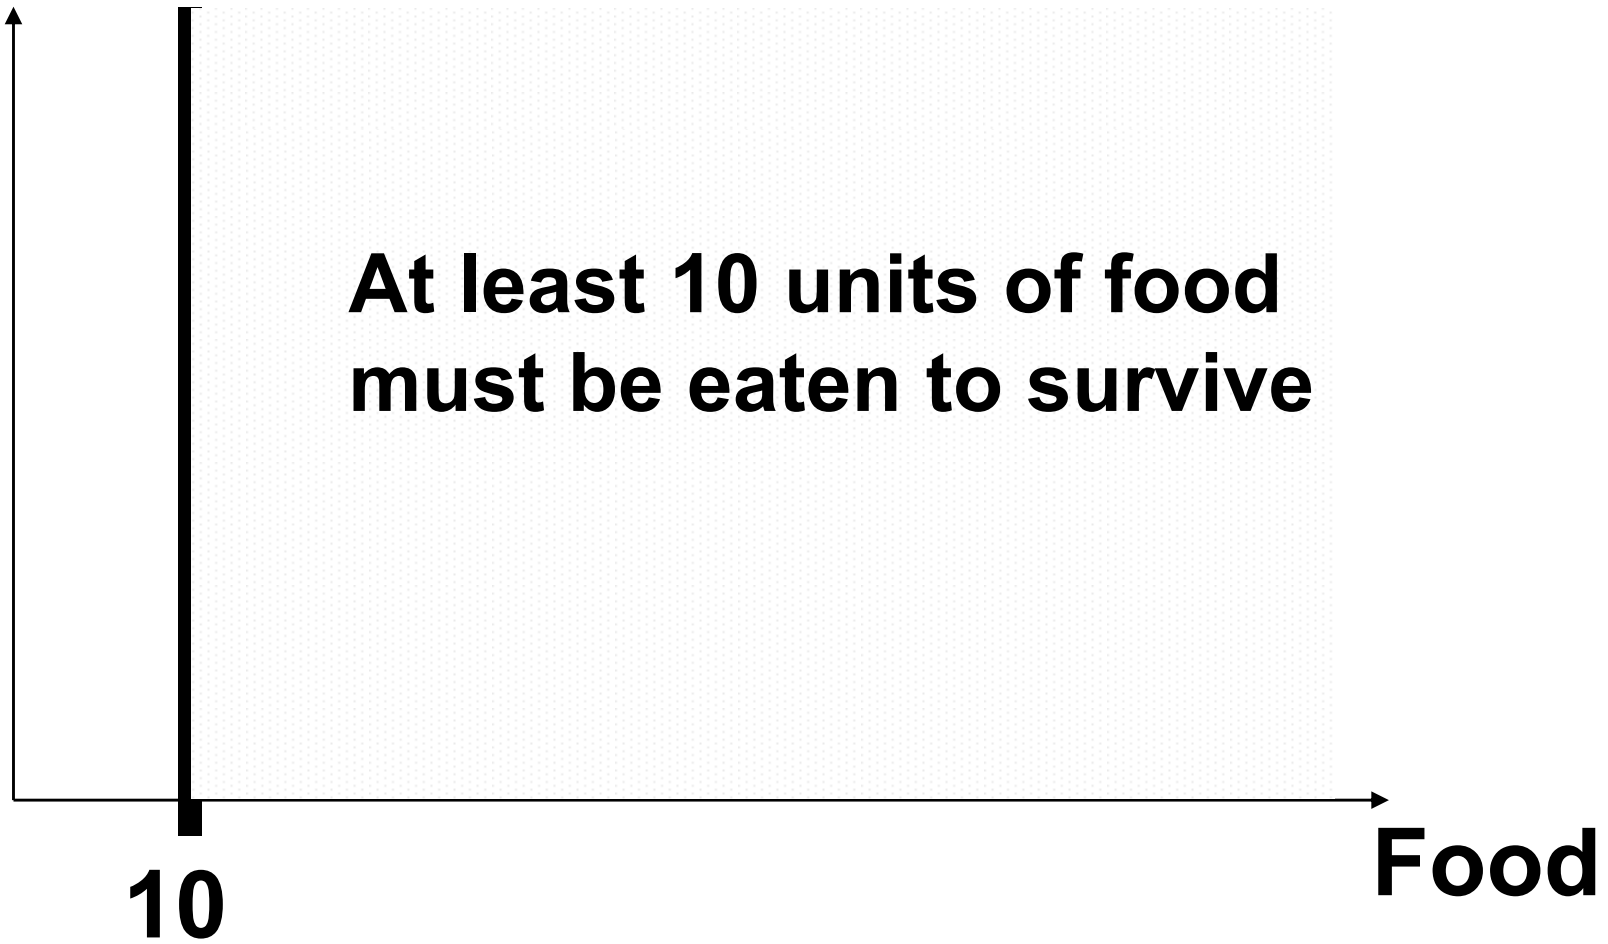 At least 10 units of food
must be eaten to survive
Food
10